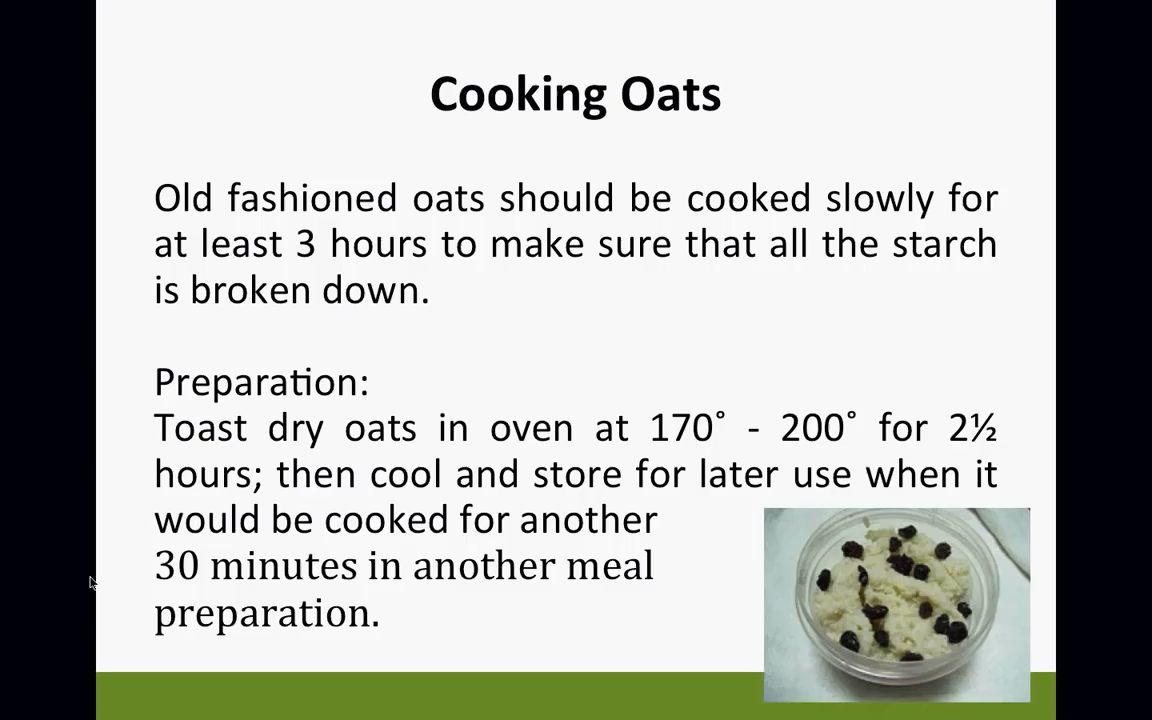 Cooking Oats
Old fashioned oats should be cooked slowly for
at least 3 hours to make sure that all the starch
is broken down.
Preparation:
Toast dry oats in oven at 170˚ - 200˚ for 2½
hours; then cool and store for later use when it
would be cooked for another
30 minutes in another meal
preparation.